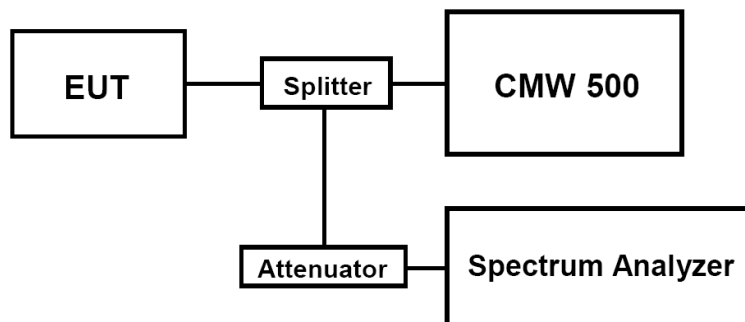 EUT
Splitter
CMW 500
Attenuator
Spectrum Analyzer